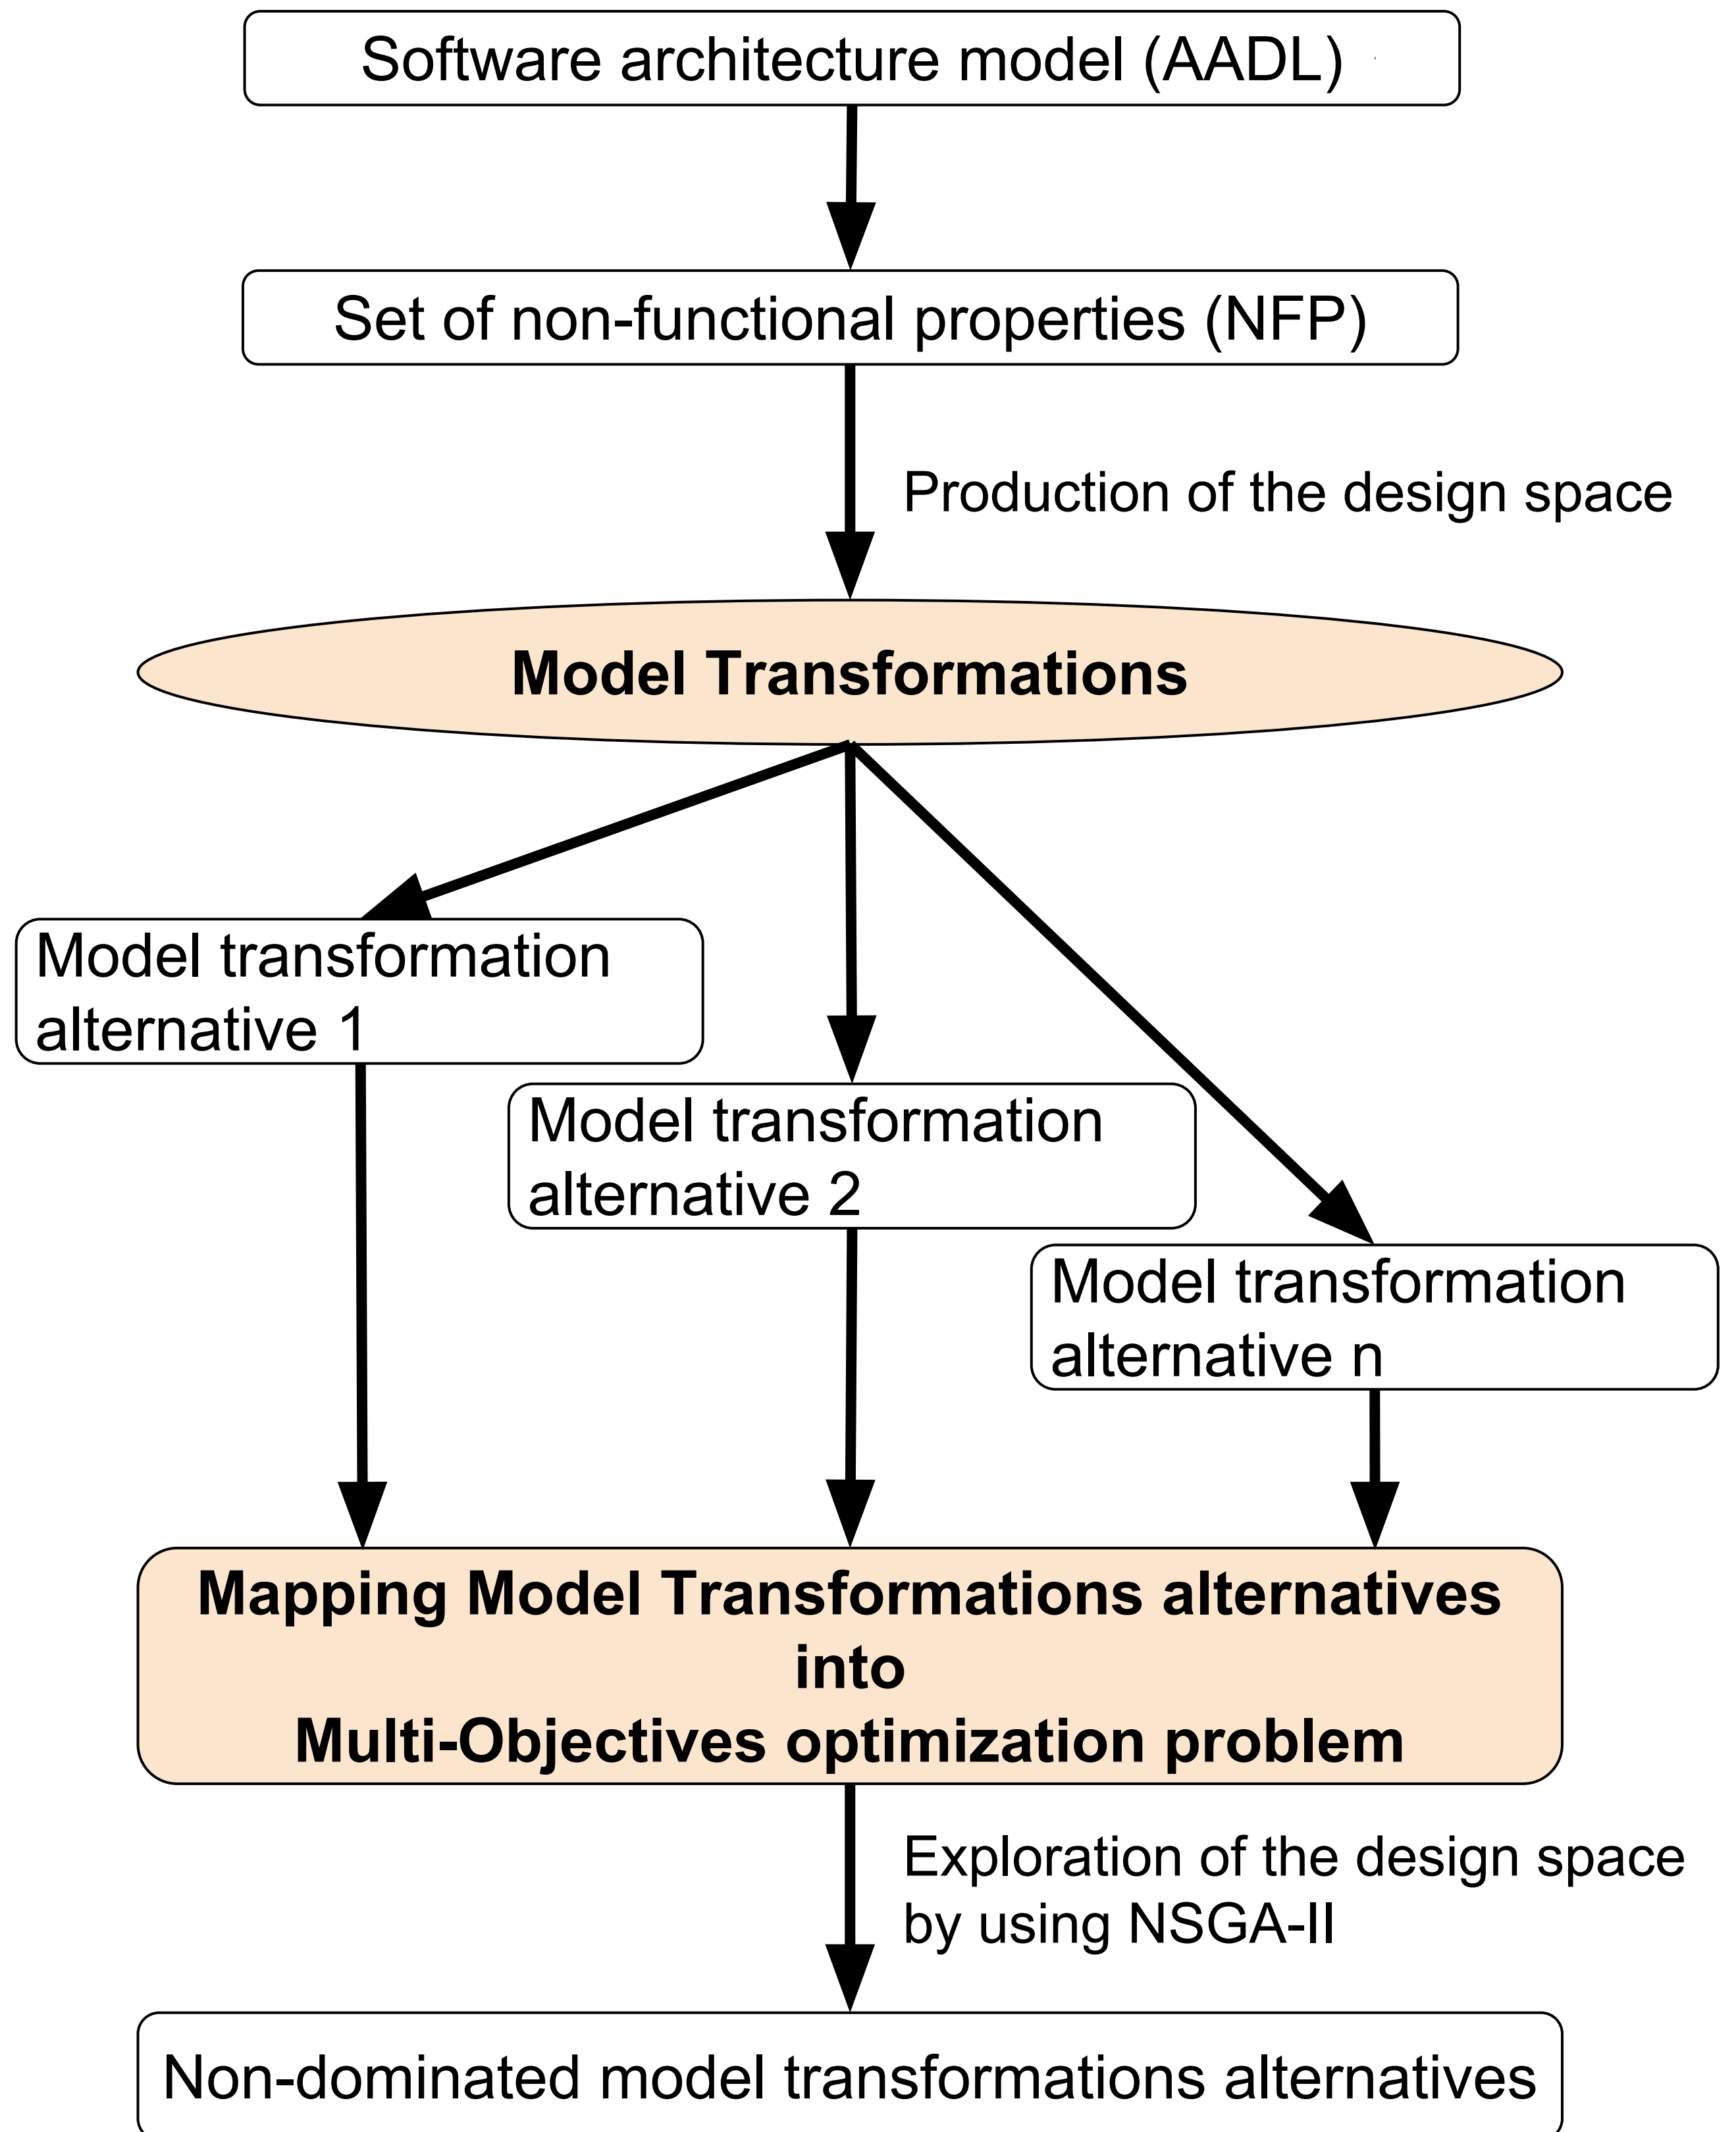 Software architecture model (AADL)
Set of non-functional properties (NFP)
Production of the design space
Model Transformations
Model transformation
alternative 1
Model transformation
alternative 2
Model transformation
alternative n
Mapping Model Transformations alternatives
into
Multi-Objectives optimization problem
Exploration of the design space
by using NSGA-II
Non-dominated model transformations alternatives